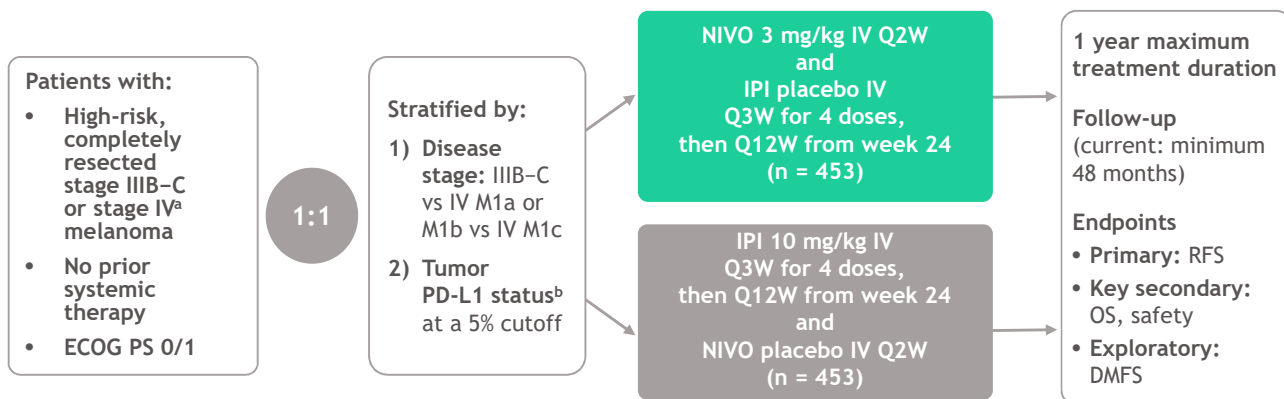 Patients with:
• High-risk,
completely
resected
stage IIIB–C
or stage IVᵃ
melanoma
• No prior
systemic
therapy
• ECOG PS 0/1
1:1
Stratified by:
1) Disease
stage: IIIB–C
vs IV M1a or
M1b vs IV M1c
2) Tumor
PD-L1 statusᵇ
at a 5% cutoff
NIVO 3 mg/kg IV Q2W
and
IPI placebo IV
Q3W for 4 doses,
then Q12W from week 24
(n = 453)
IPI 10 mg/kg IV
Q3W for 4 doses,
then Q12W from week 24
and
NIVO placebo IV Q2W
(n = 453)
1 year maximum
treatment duration
Follow-up
(current: minimum
48 months)
Endpoints
• Primary: RFS
• Key secondary:
OS, safety
• Exploratory:
DMFS